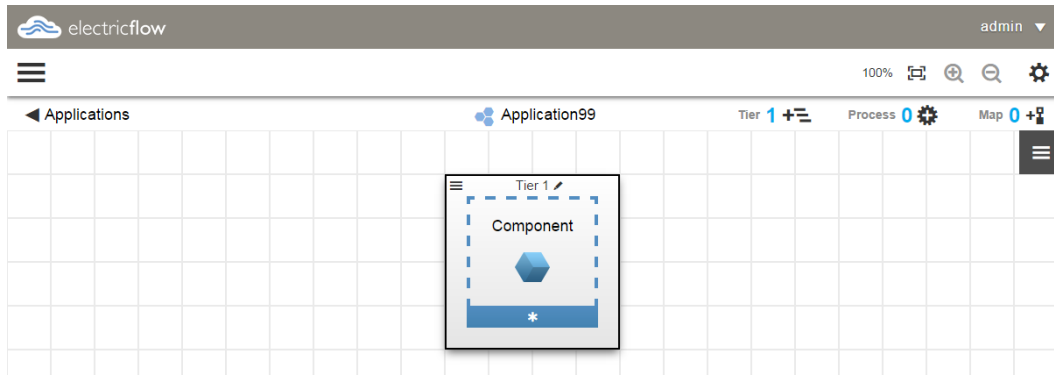 electricflow
admin
100%
Applications
Application99
Tier 1
Process 0
Map 0
Tier 1
Component